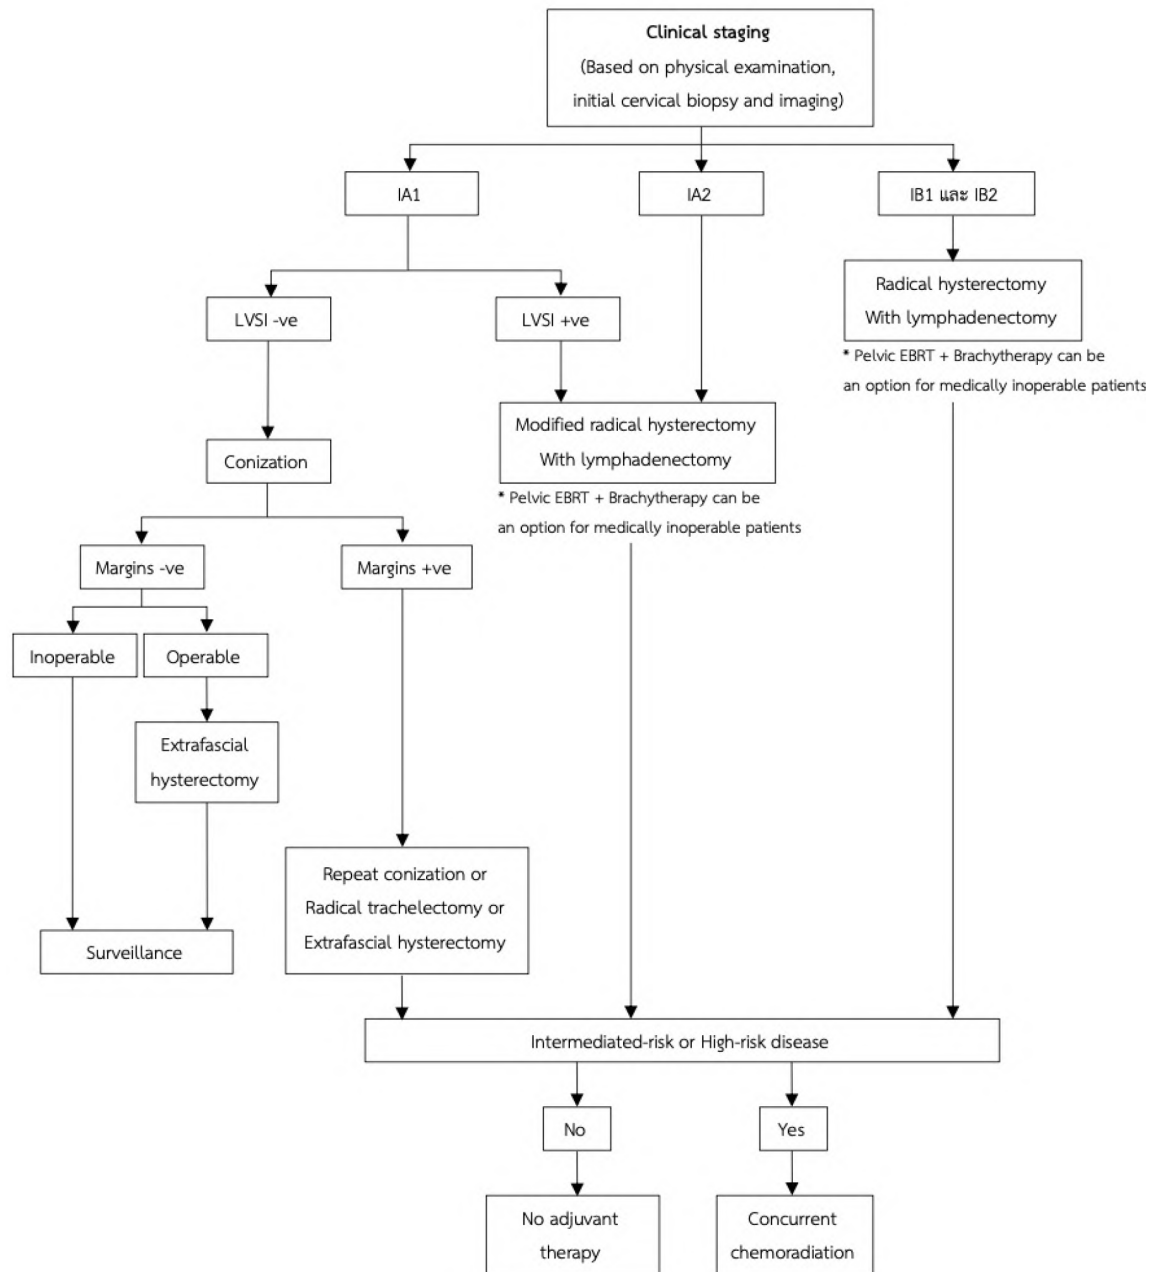 Clinical staging
(Based on physical examination,
initial cervical biopsy and imaging)
IA1
IA2
IB1 และ IB2
LVSI -ve
LVSI +ve
Radical hysterectomy
With lymphadenectomy
* Pelvic EBRT + Brachytherapy can be
an option for medically inoperable patients
Conization
Modified radical hysterectomy
With lymphadenectomy
* Pelvic EBRT + Brachytherapy can be
an option for medically inoperable patients
Margins -ve
Margins +ve
Inoperable
Operable
Extrafascial
hysterectomy
Repeat conization or
Radical trachelectomy or
Extrafascial hysterectomy
Surveillance
Intermediated-risk or High-risk disease
No
Yes
No adjuvant
therapy
Concurrent
chemoradiation